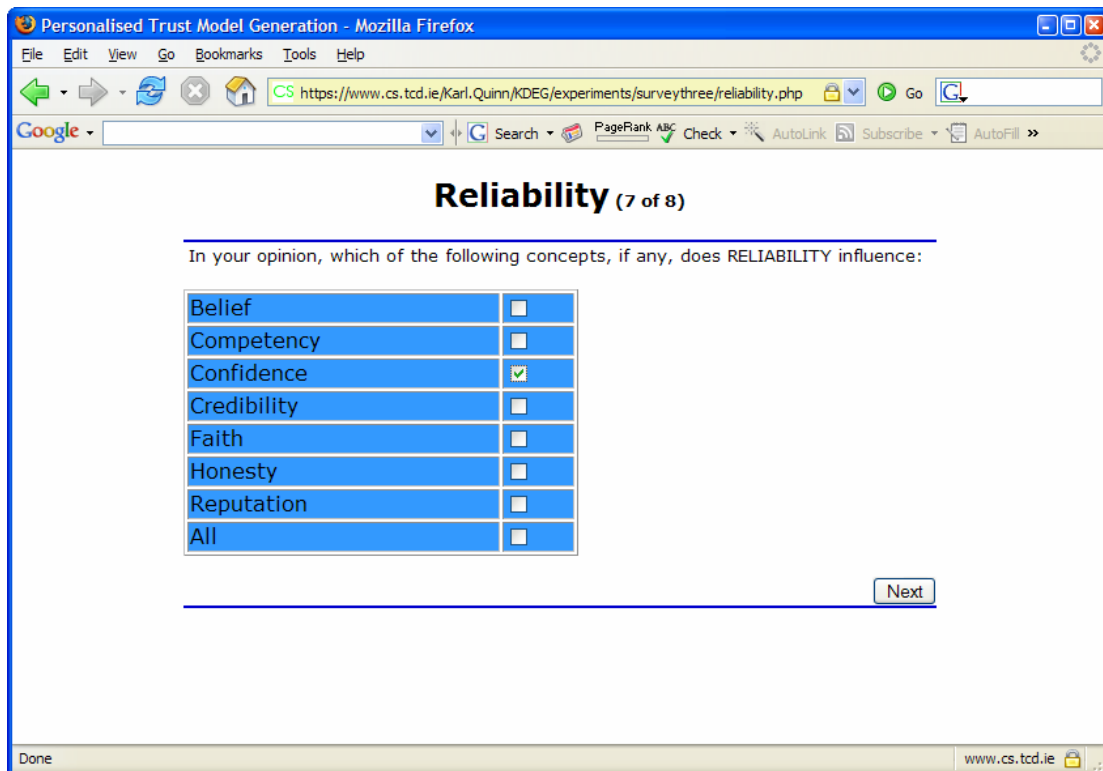 Personalised Trust Model Generation - Mozilla Firefox
File Edit View Go Bookmarks Tools Help
CS https://www.cs.tcd.ie/Karl.Quinn/KDEG/experiments/surveythree/reliability.php Go G
Google G Search PageRank ABC Check AutoLink Subscribe AutoFill »
Reliability (7 of 8)
In your opinion, which of the following concepts, if any, does RELIABILITY influence:
Belief
Competency
Confidence
Credibility
Faith
Honesty
Reputation
All
Next
Done www.cs.tcd.ie